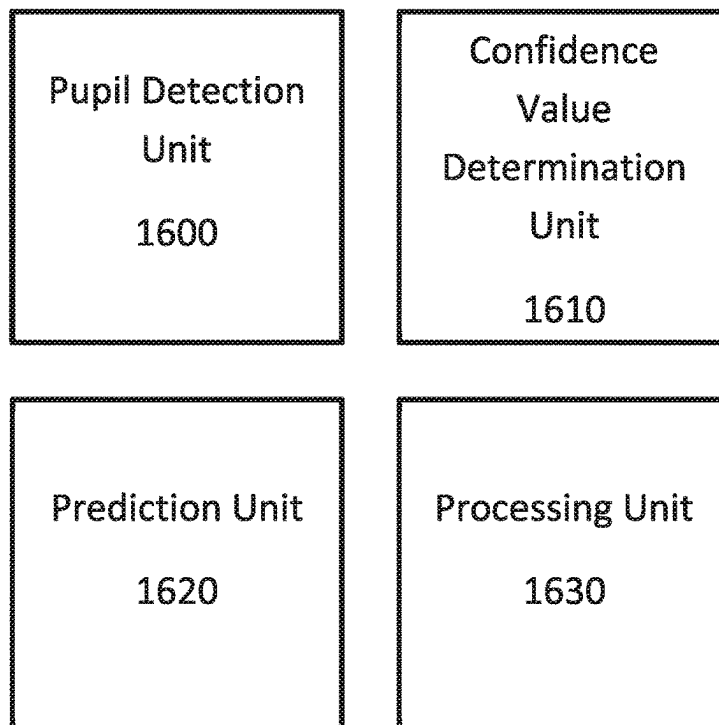 Pupil Detection
Unit
1600
Confidence
Value
Determination
Unit
1610
Prediction Unit
1620
Processing Unit
1630